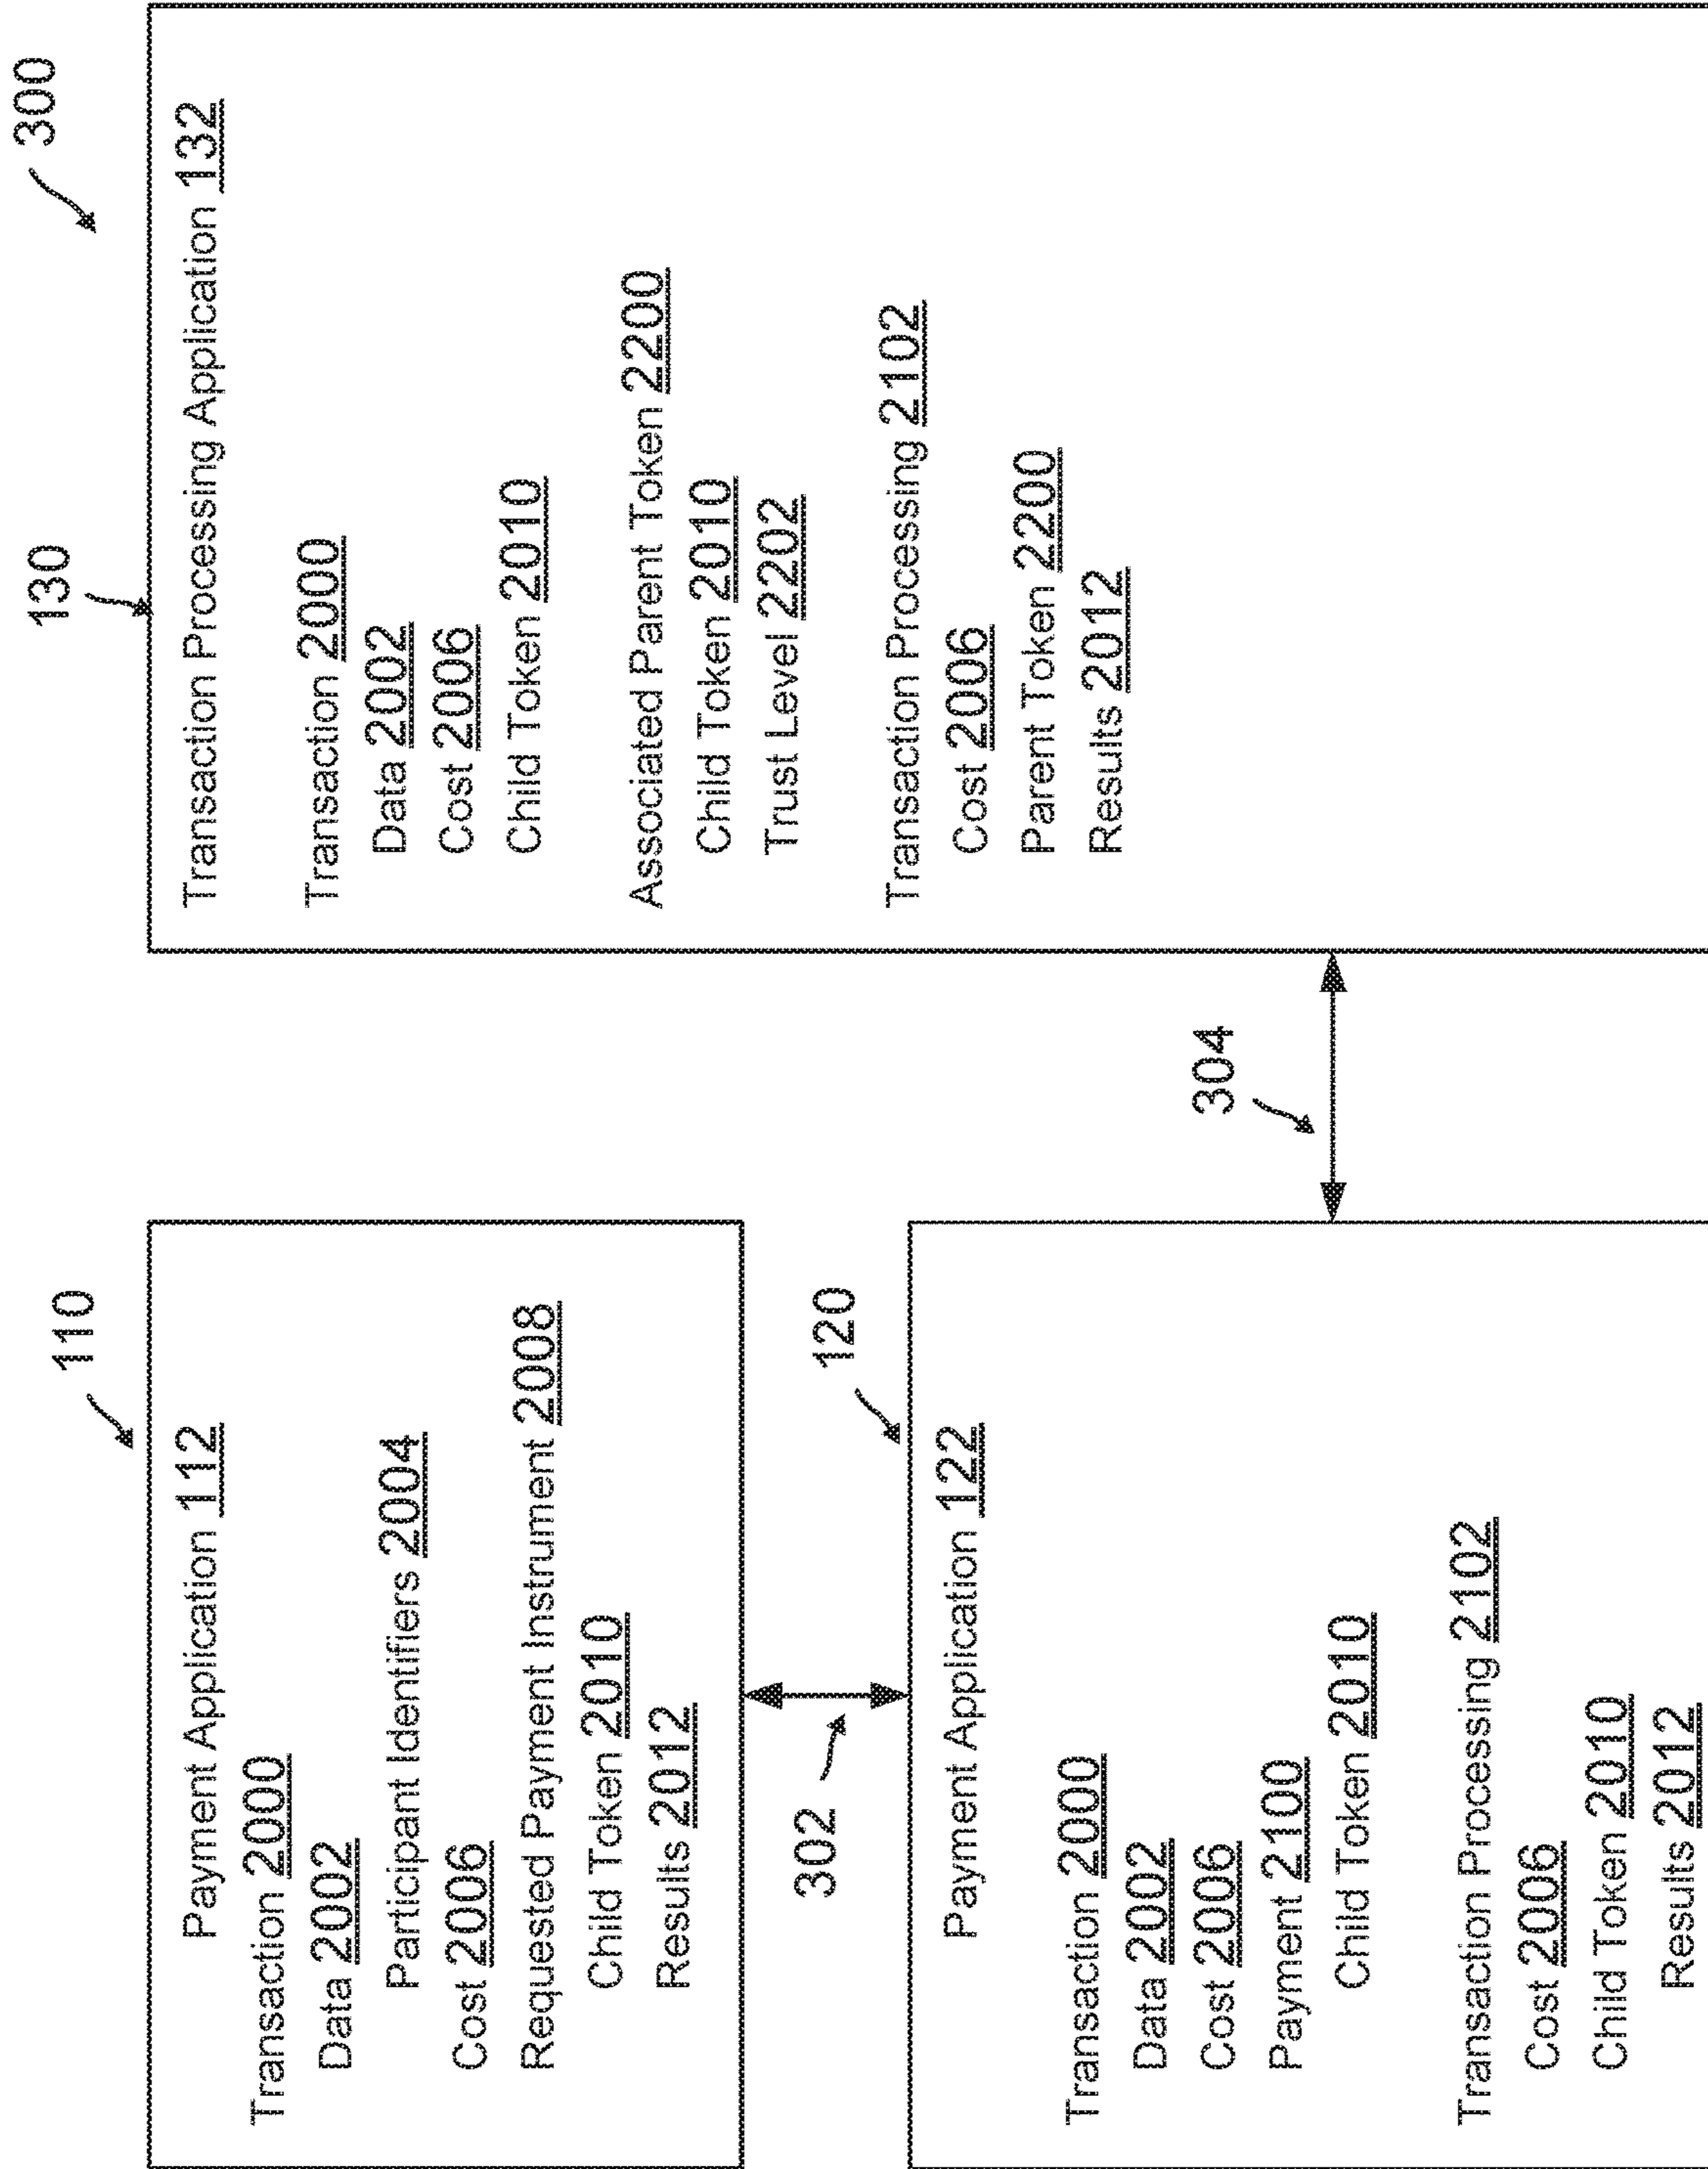 300
110
Payment Application 112
Transaction 2000
Data 2002
Participant Identifiers 2004
Cost 2006
Requested Payment Instrument 2008
Child Token 2010
Results 2012
302
120
Payment Application 122
Transaction 2000
Data 2002
Cost 2006
Payment 2100
Child Token 2010
Transaction Processing 2102
Cost 2006
Child Token 2010
Results 2012
304
130
Transaction Processing Application 132
Transaction 2000
Data 2002
Cost 2006
Child Token 2010
Associated Parent Token 2200
Child Token 2010
Trust Level 2202
Transaction Processing 2102
Cost 2006
Parent Token 2200
Results 2012